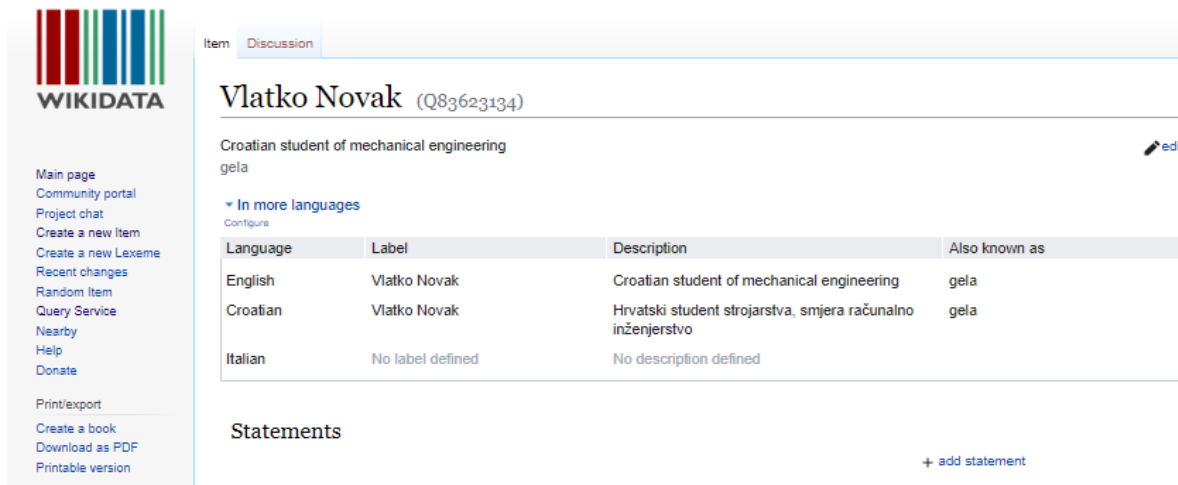 WIKIDATA
Main page
Community portal
Project chat
Create a new Item
Create a new Lexeme
Recent changes
Random Item
Query Service
Nearby
Help
Donate
Print/export
Create a book
Download as PDF
Printable version
Item Discussion
Vlatko Novak (Q83623134)
Croatian student of mechanical engineering
edi
gela
In more languages
Configure
Language Label Description Also known as
English Vlatko Novak Croatian student of mechanical engineering gela
Croatian Vlatko Novak Hrvatski student strojarstva, smjera računalno gela
inženjerstvo
Italian No label defined No description defined
Statements
+ add statement